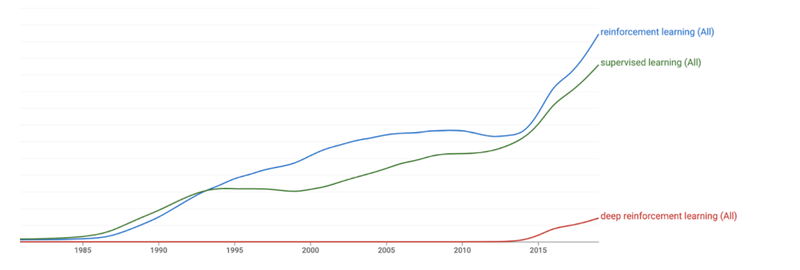 reinforcement learning (All)
supervised learning (All)
deep reinforcement learning (All)
1985 1990 1995 2000 2005 2010 2015